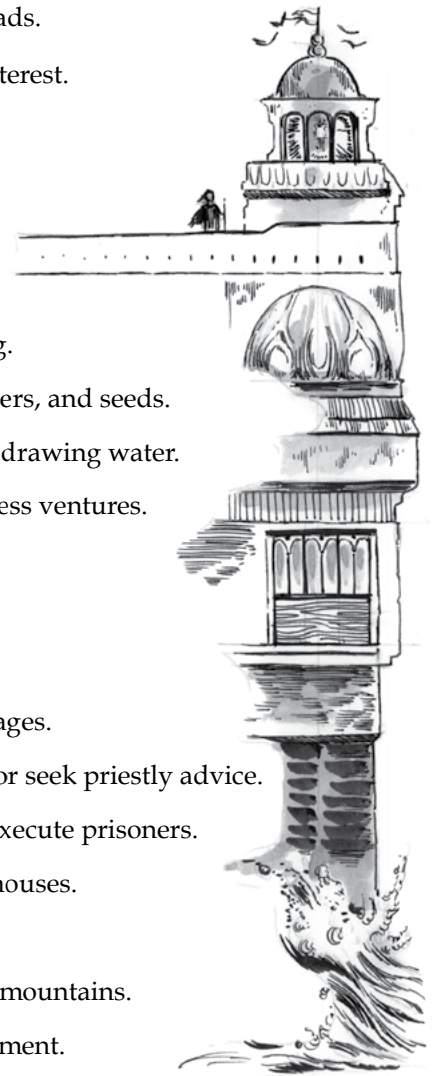 ads.
terest.
g.
ers, and seeds.
drawing water.
ess ventures.
ages.
or seek priestly advice.
xecute prisoners.
houses.
mountains.
ment.